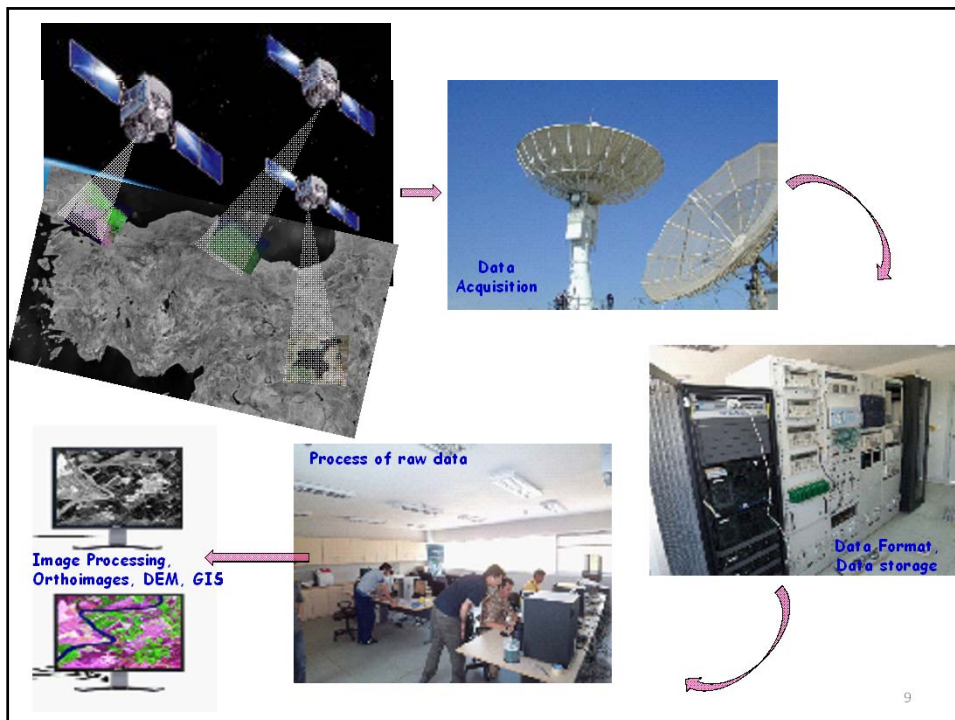 Data
Acquisition
Data Format,
Data storage
Process of raw data
Image Processing,
Orthoimages, DEM, GIS
9